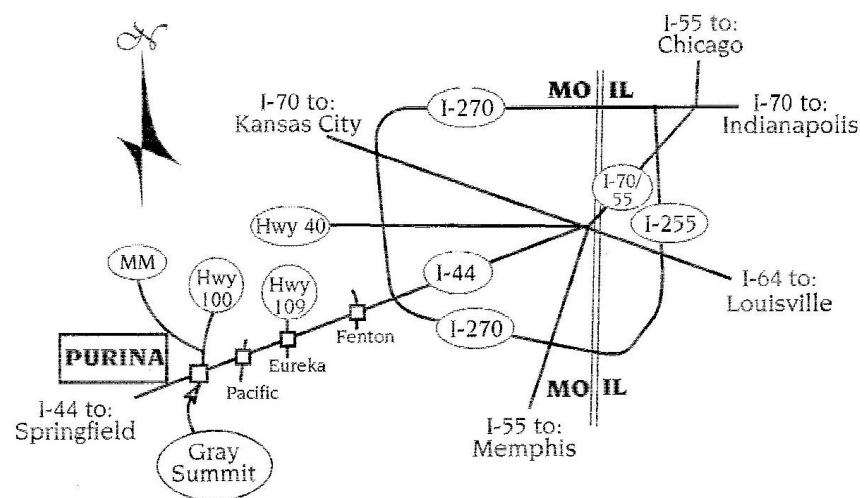 N
I-55 to:
Chicago
MO IL
I-70 to:
Kansas City
I-270
I-70 to:
Indianapolis
I-70/
55
Hwy 40
I-255
MM
Hwy
100
Hwy
109
I-44
I-64 to:
Louisville
Fenton
I-270
PURINA
Eureka
Pacific
MO IL
I-44 to:
Springfield
I-55 to:
Memphis
Gray
Summit